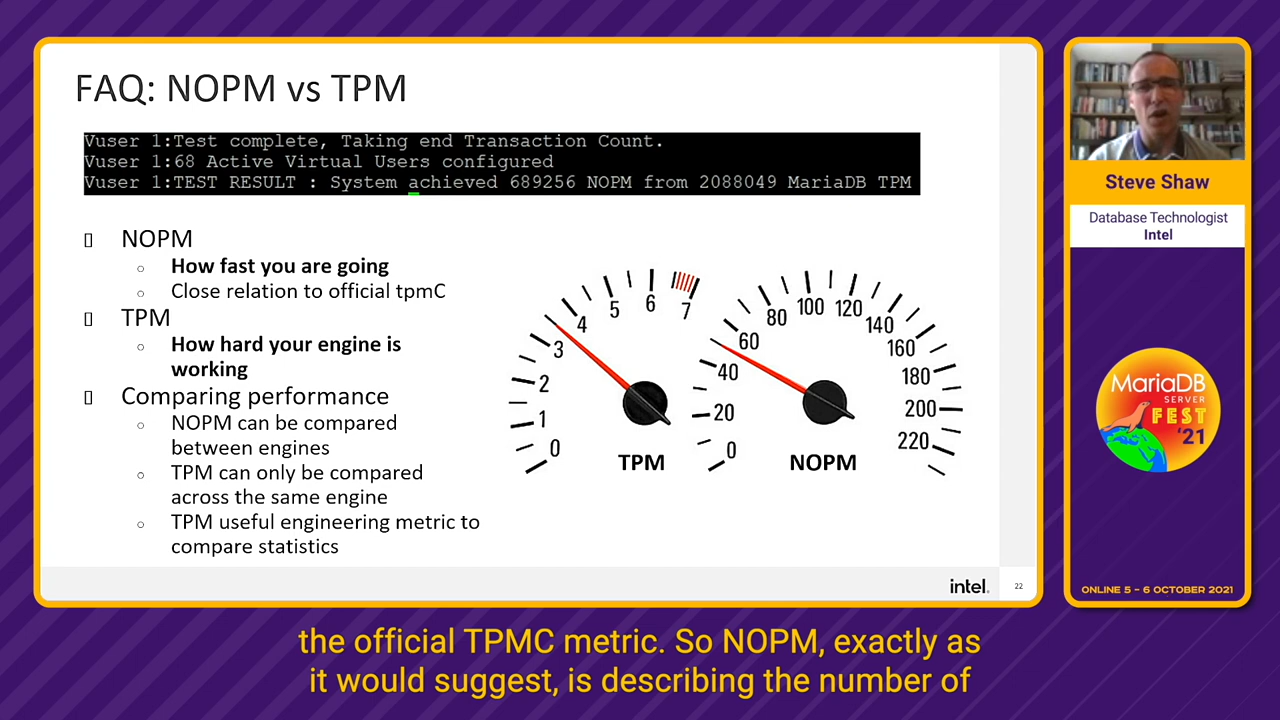 FAQ: NOPM vs TPM
Vuser 1:Test complete, Taking end Transaction Count.
Vuser 1:68 Active Virtual Users configured
Vuser 1:TEST RESULT : System achieved 689256 NOPM from 2088049 MariaDB TPM
NOPM
How fast you are going
Close relation to official tpmC
TPM
How hard your engine is
working
Comparing performance
NOPM can be compared
between engines
TPM can only be compared
across the same engine
TPM useful engineering metric to
compare statistics
0
1
2
3
4
5
6
7
TPM
0
20
40
60
80
100
120
140
160
180
200
220
NOPM
intel.
22
Steve Shaw
Database Technologist
Intel
MariaDB
SERVER
FEST
'21
ONLINE 5 - 6 OCTOBER 2021
the official TPMC metric. So NOPM, exactly as
it would suggest, is describing the number of